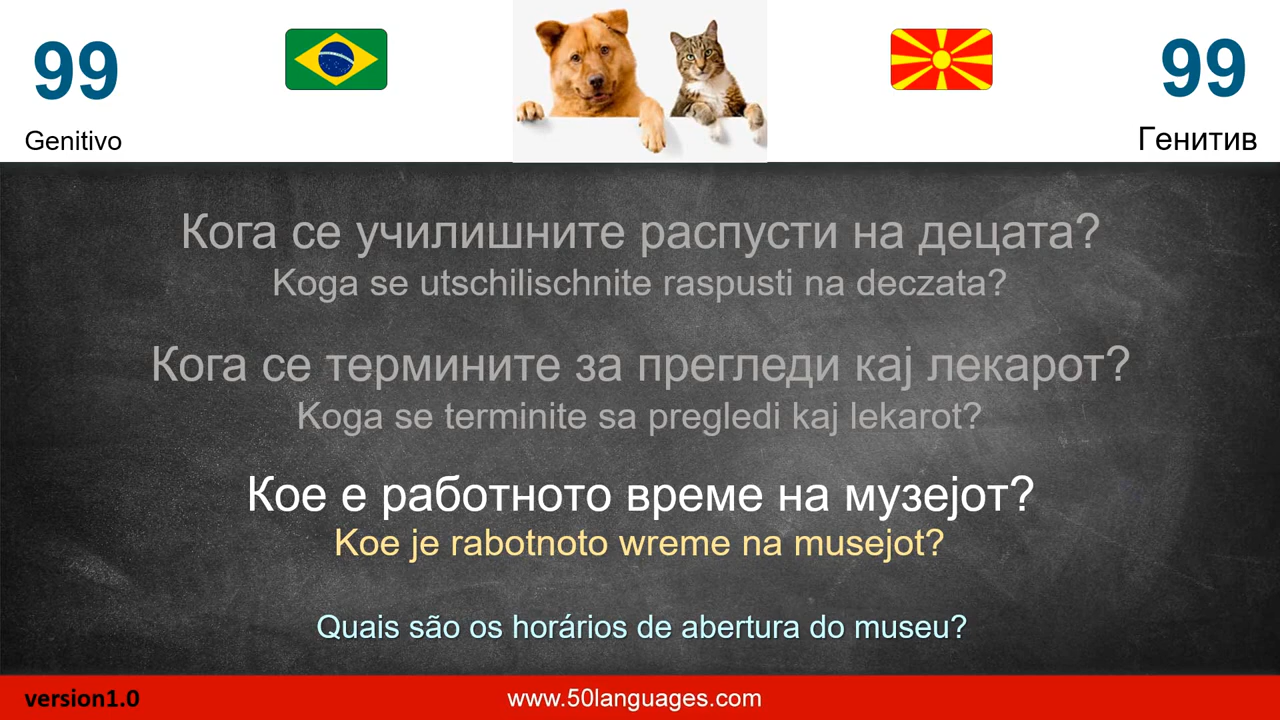 99
99
Genitivo
Генитив
Кога се училишните распусти на децата?
Koga se utschilischnite raspusti na deczata?
Кога се термините за прегледи кај лекарот?
Koga se terminite sa pregledi kaj lekarot?
Кое е работното време на музејот?
Koe je rabotnoto wreme na musejot?
Quais são os horários de abertura do museu?
version1.0
www.50languages.com